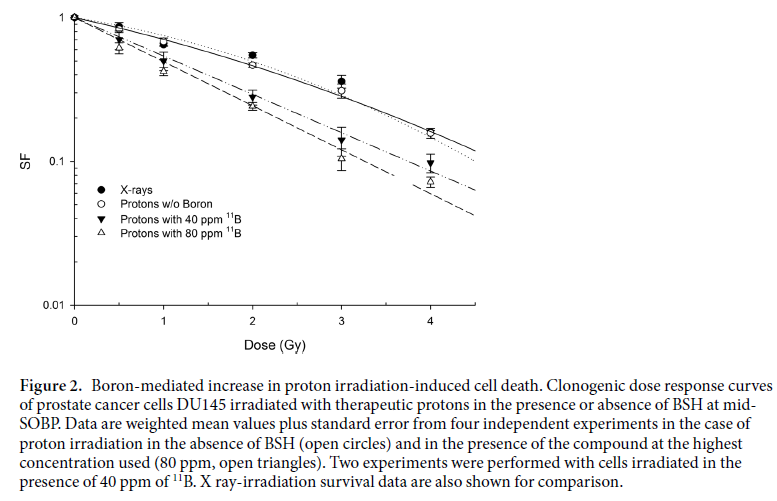 1
0.1
0.01
SF
X-rays
Protons w/o Boron
Protons with 40 ppm ¹¹B
Protons with 80 ppm ¹¹B
0 1 2 3 4
Dose (Gy)
Figure 2. Boron-mediated increase in proton irradiation-induced cell death. Clonogenic dose response curves
of prostate cancer cells DU145 irradiated with therapeutic protons in the presence or absence of BSH at mid-
SOBP. Data are weighted mean values plus standard error from four independent experiments in the case of
proton irradiation in the absence of BSH (open circles) and in the presence of the compound at the highest
concentration used (80 ppm, open triangles). Two experiments were performed with cells irradiated in the
presence of 40 ppm of ¹¹B. X ray-irradiation survival data are also shown for comparison.